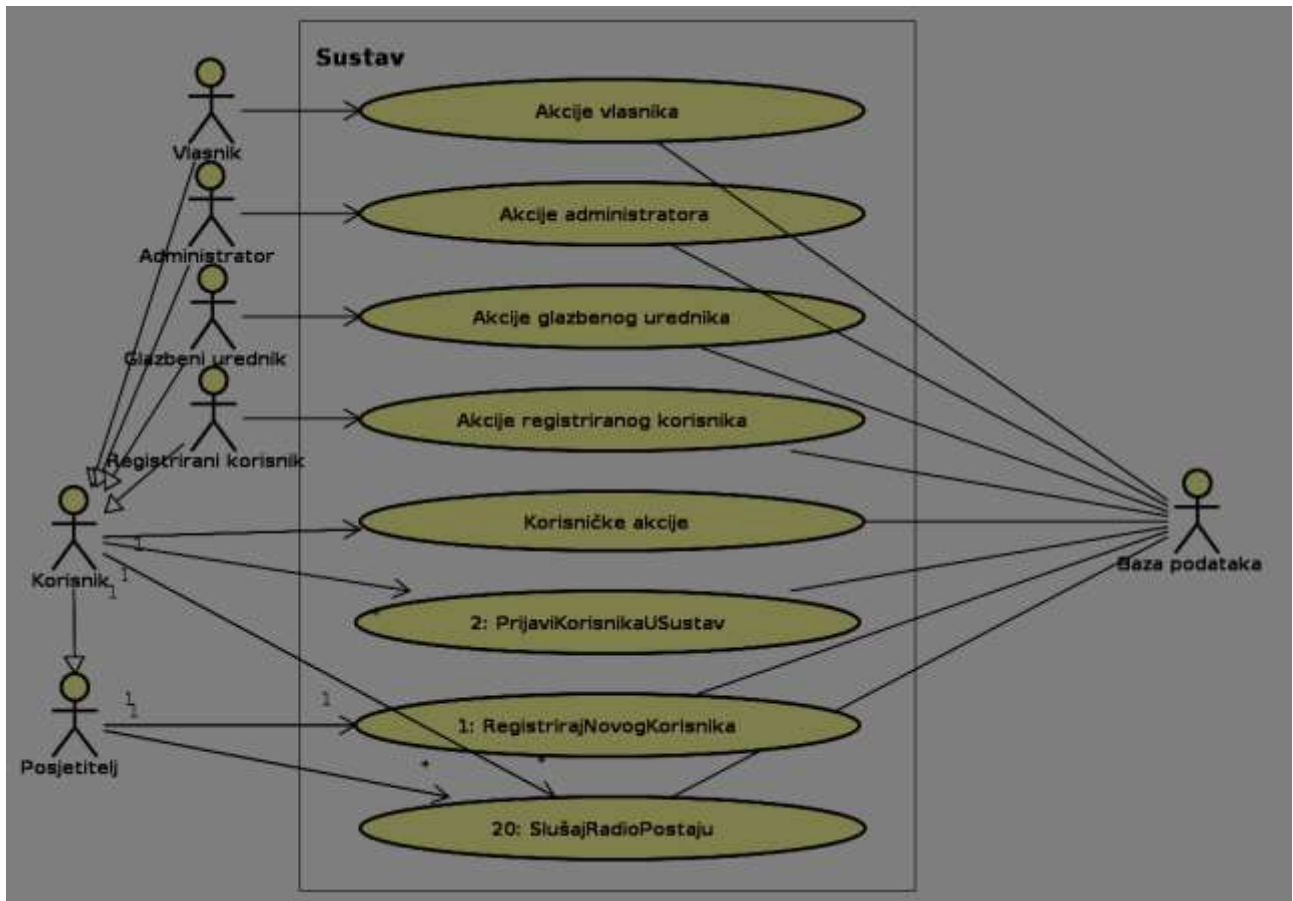 Sustav
Vlasnik
Akcije vlasnika
Administrator
Akcije administratora
Glazbeni urednik
Akcije glazbenog urednika
Registrirani korisnik
Akcije registriranog korisnika
Korisnik
Korisničke akcije
1
1
1
*
Baza podataka
2: PrijaviKorisnikaUSustav
Posjetitelj
1
1
1
1: RegistrirajNovogKorisnika
*
*
20: SlušajRadioPostaju